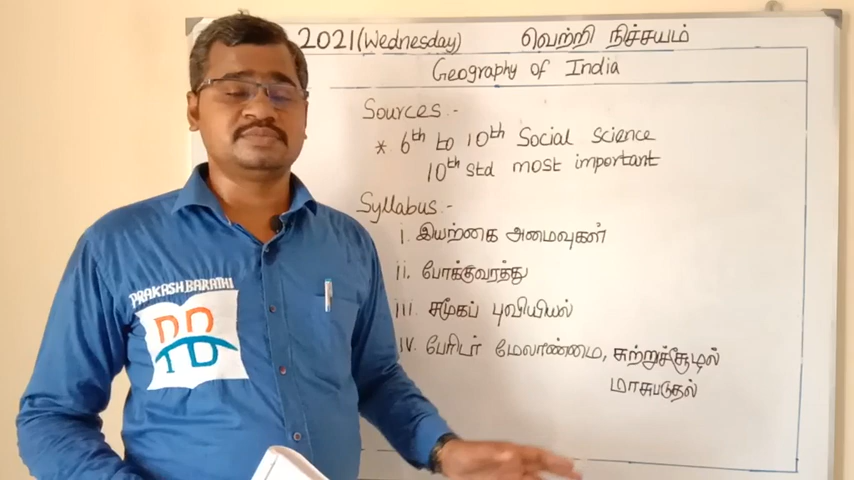 2021(Wednesday) வெற்றி நிச்சயம்
Geography of India
Sources:-
* 6th to 10th Social Science
10th std most important
Syllabus:-
i. இயற்கை அமைவுகள்
ii. போக்குவரத்து
iii. சமூகப் புவியியல்
iv. பேரிடர் மேலாண்மை, சுற்றுச்சூழல்
மாசுபடுதல்
PRAKASH BARATHI
PB